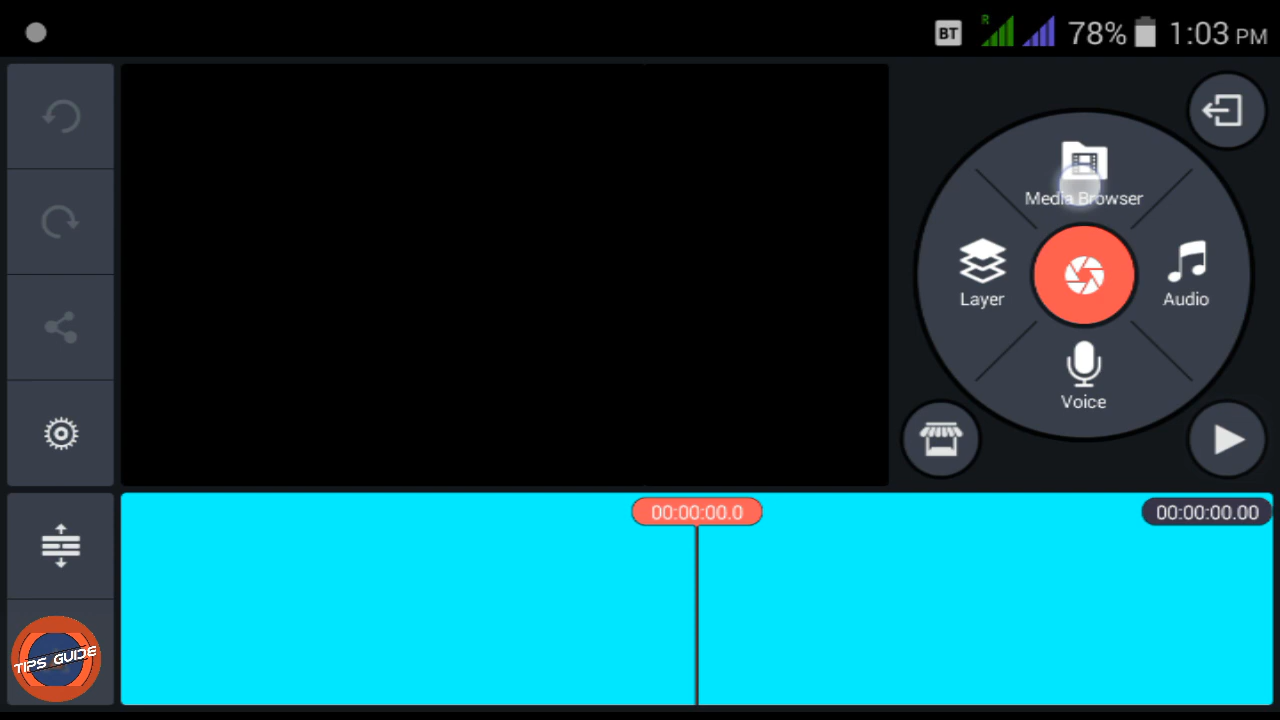 BT R 78% 1:03 PM
Media Browser
Layer
Audio
Voice
00:00:00.0
00:00:00.00
TIPS GUIDE